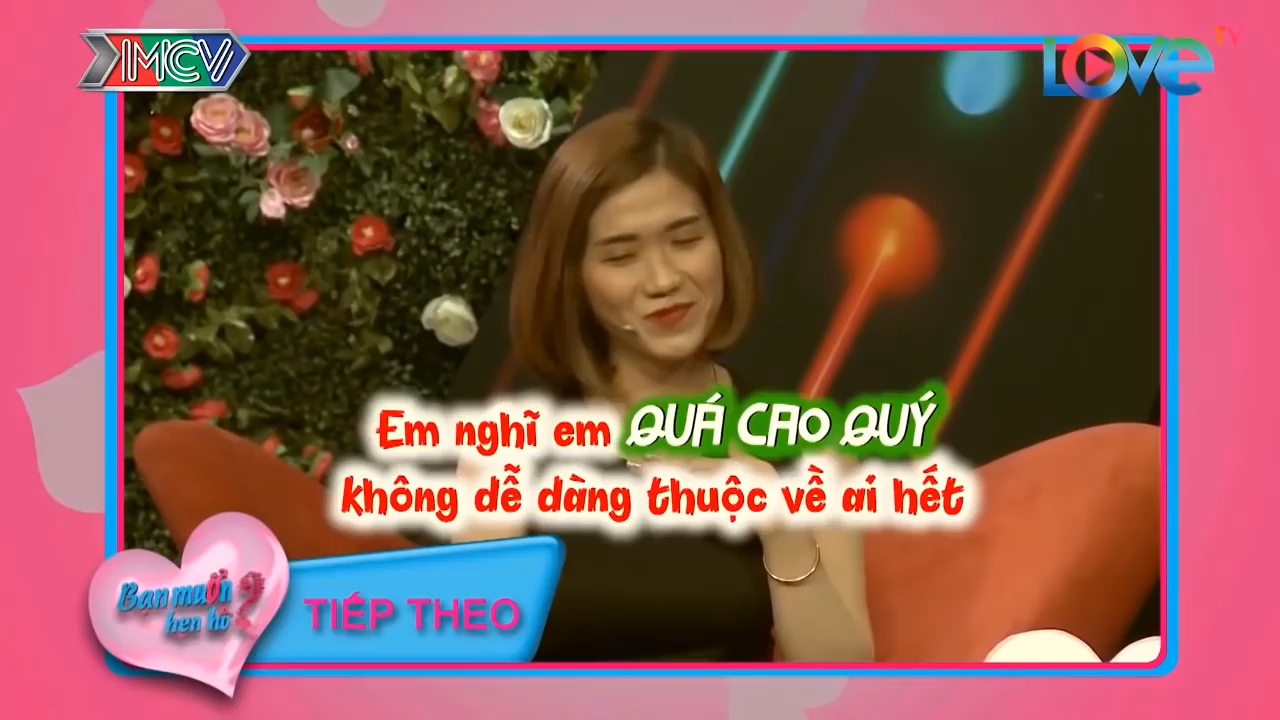 MCV
LOVE TV
Em nghĩ em QUÁ CAO QUÝ
không dễ dàng thuộc về ai hết
Bạn muốn
hẹn hò
TIẾP THEO